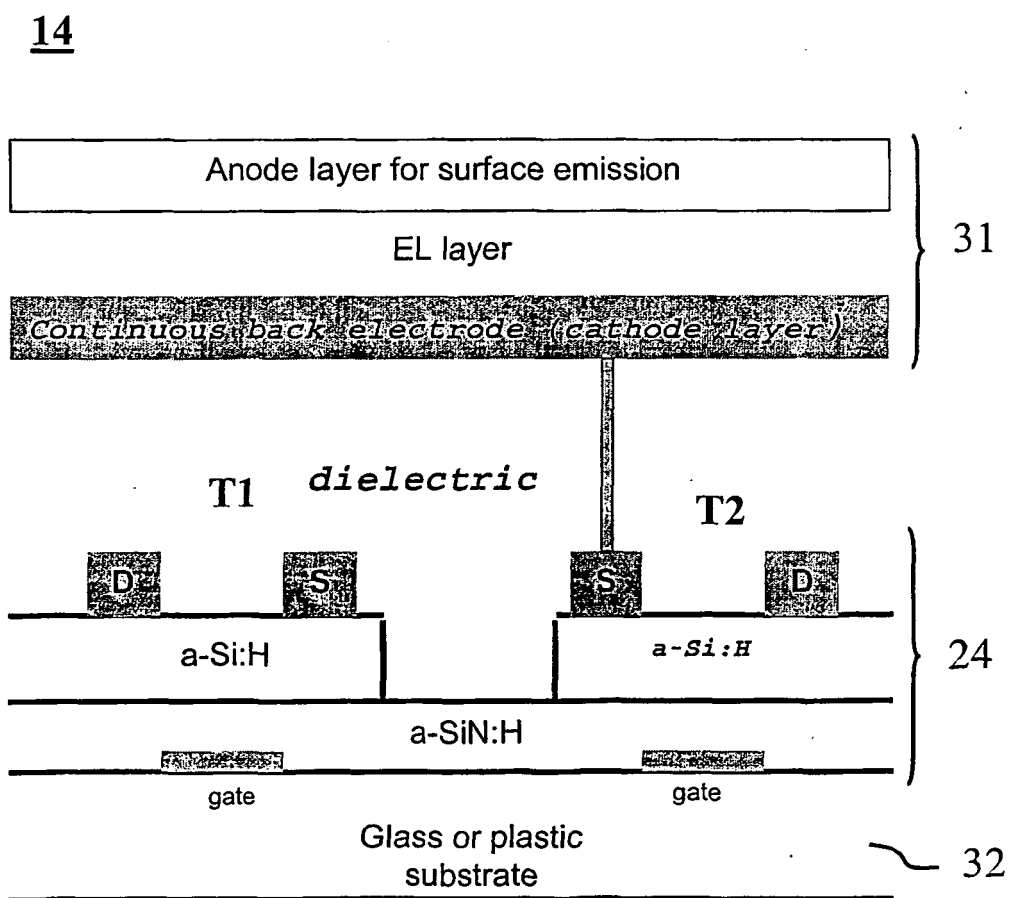 14
Anode layer for surface emission
EL layer
31
Continuous back electrode (cathode layer)
T1
dielectric
T2
D
S
S
D
a-Si:H
a-Si:H
24
a-SiN:H
gate
gate
Glass or plastic
substrate
32